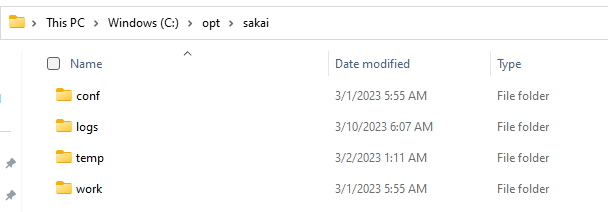 This PC > Windows (C:) > opt > sakai
Name Date modified Type
conf 3/1/2023 5:55 AM File folder
logs 3/10/2023 6:07 AM File folder
temp 3/2/2023 1:11 AM File folder
work 3/1/2023 5:55 AM File folder